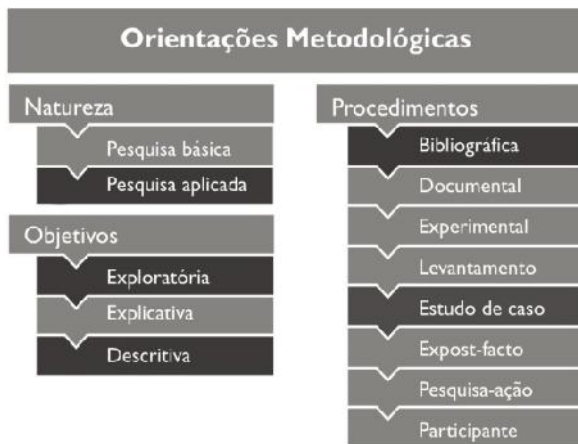 Orientações Metodológicas
Natureza
Pesquisa básica
Pesquisa aplicada
Objetivos
Exploratória
Explicativa
Descritiva
Procedimentos
Bibliográfica
Documental
Experimental
Levantamento
Estudo de caso
Expost-facto
Pesquisa-ação
Participante